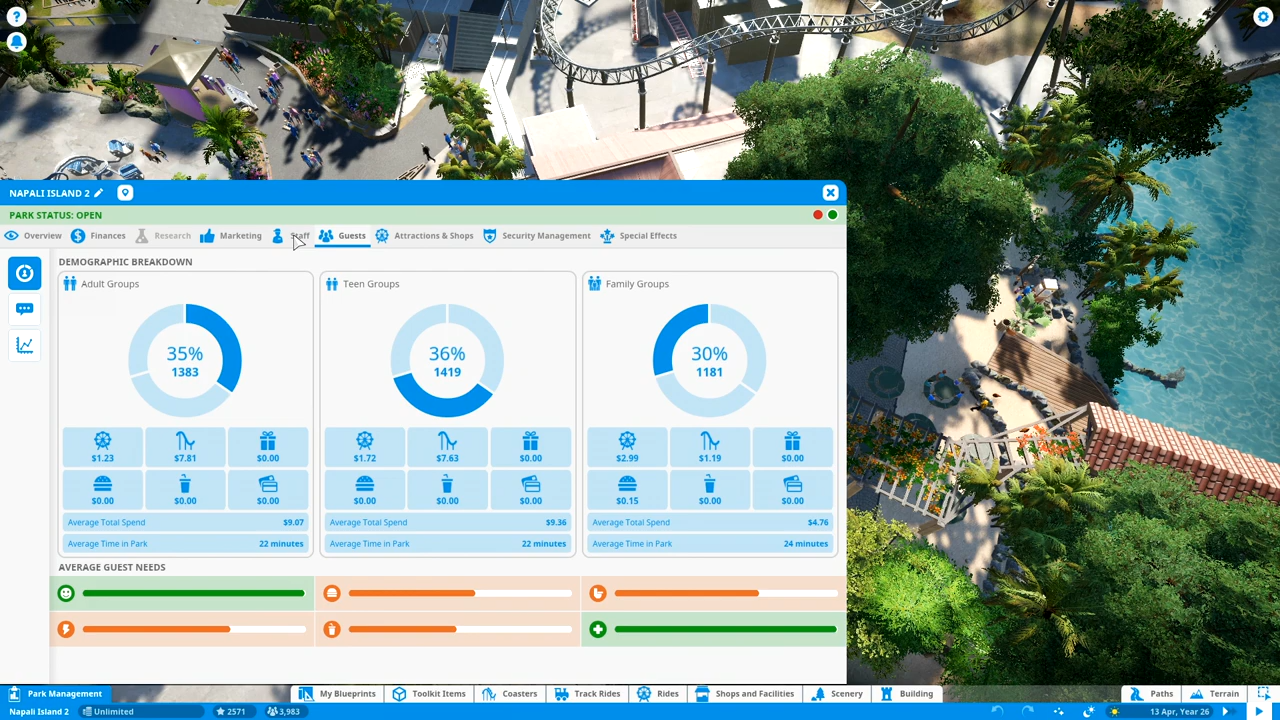 ?
NAPALI ISLAND 2
PARK STATUS: OPEN
Overview Finances Research Marketing Staff Guests Attractions & Shops Security Management Special Effects
DEMOGRAPHIC BREAKDOWN
Adult Groups Teen Groups Family Groups
35% 36% 30%
1383 1419 1181
$1.23 $7.81 $0.00 $1.72 $7.63 $0.00 $2.99 $1.19 $0.00
$0.00 $0.00 $0.00 $0.00 $0.00 $0.00 $0.15 $0.00 $0.00
Average Total Spend $9.07 Average Total Spend $9.36 Average Total Spend $4.76
Average Time in Park 22 minutes Average Time in Park 22 minutes Average Time in Park 24 minutes
AVERAGE GUEST NEEDS
Park Management My Blueprints Toolkit Items Coasters Track Rides Rides Shops and Facilities Scenery Building Paths Terrain
Napali Island 2 Unlimited 2571 3,983 13 Apr, Year 26